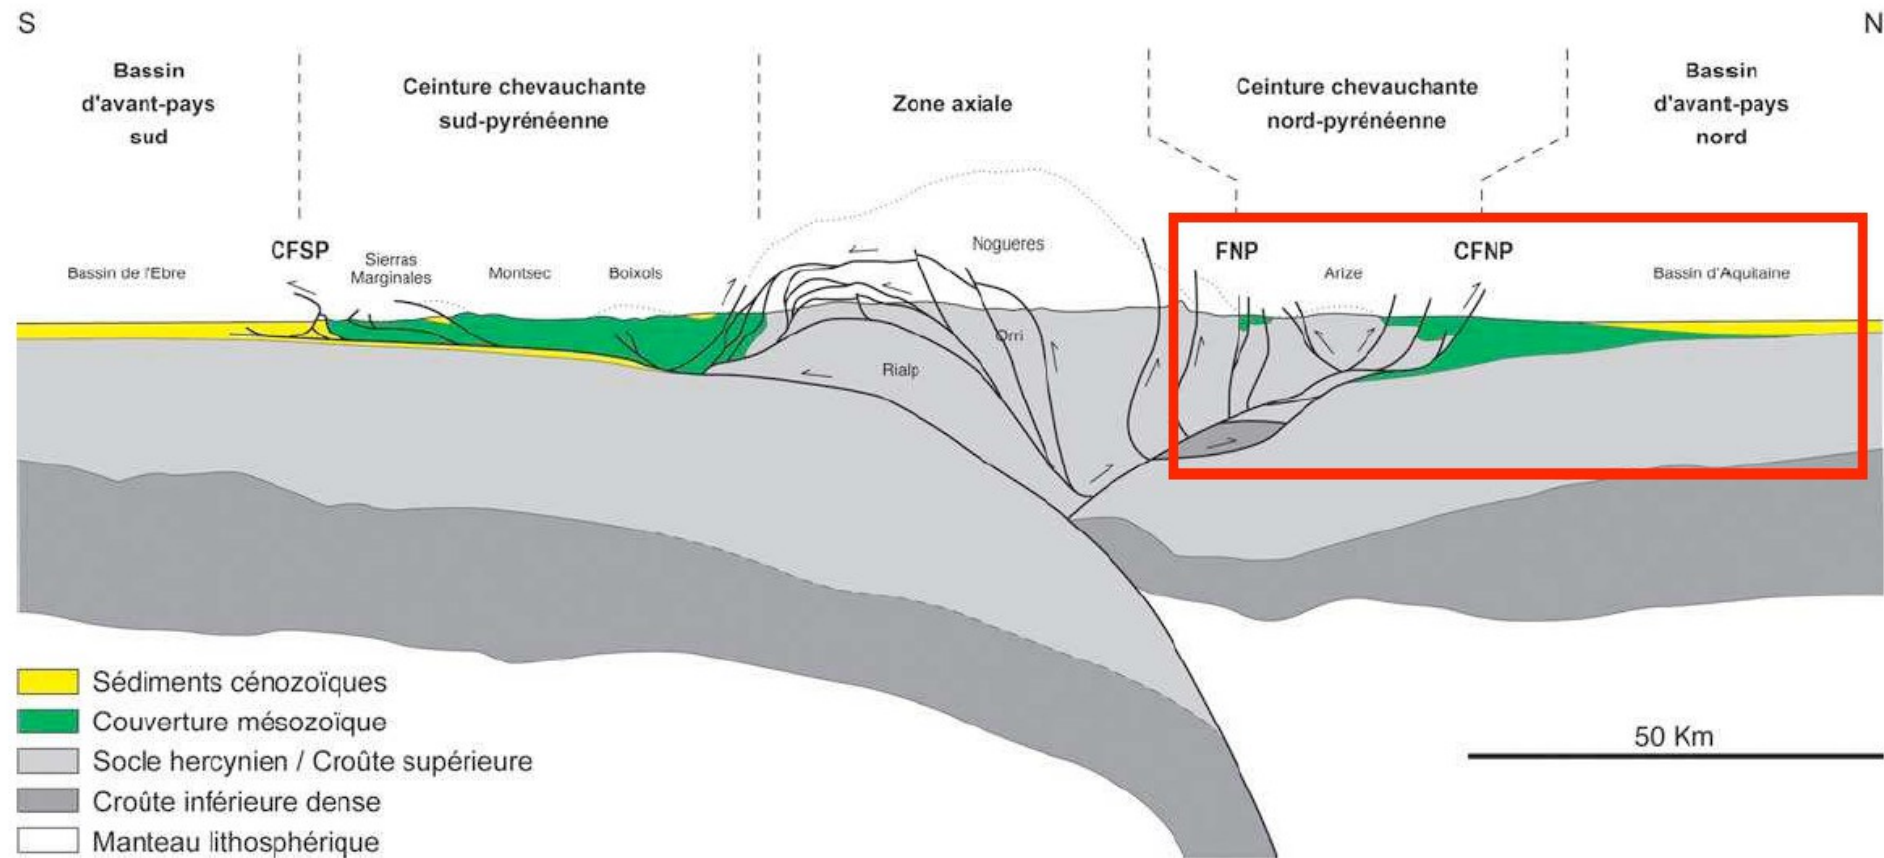 S
N
Bassin
d'avant-pays
sud
Ceinture chevauchante
sud-pyrénéenne
Zone axiale
Ceinture chevauchante
nord-pyrénéenne
Bassin
d'avant-pays
nord
Bassin de l'Ebre
CFSP
Sierras
Marginales
Montsec
Boixols
Nogueres
FNP
Arize
CFNP
Bassin d'Aquitaine
Orri
Rialp
Sédiments cénozoïques
Couverture mésozoïque
Socle hercynien / Croûte supérieure
Croûte inférieure dense
Manteau lithosphérique
50 Km